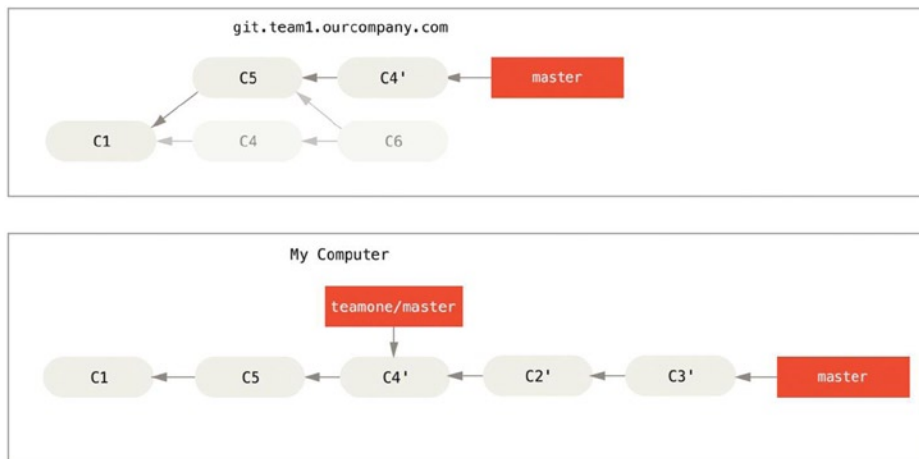 git.team1.ourcompany.com
C5 C4' master
C1 C4 C6
My Computer
teamone/master
C1 C5 C4' C2' C3' master